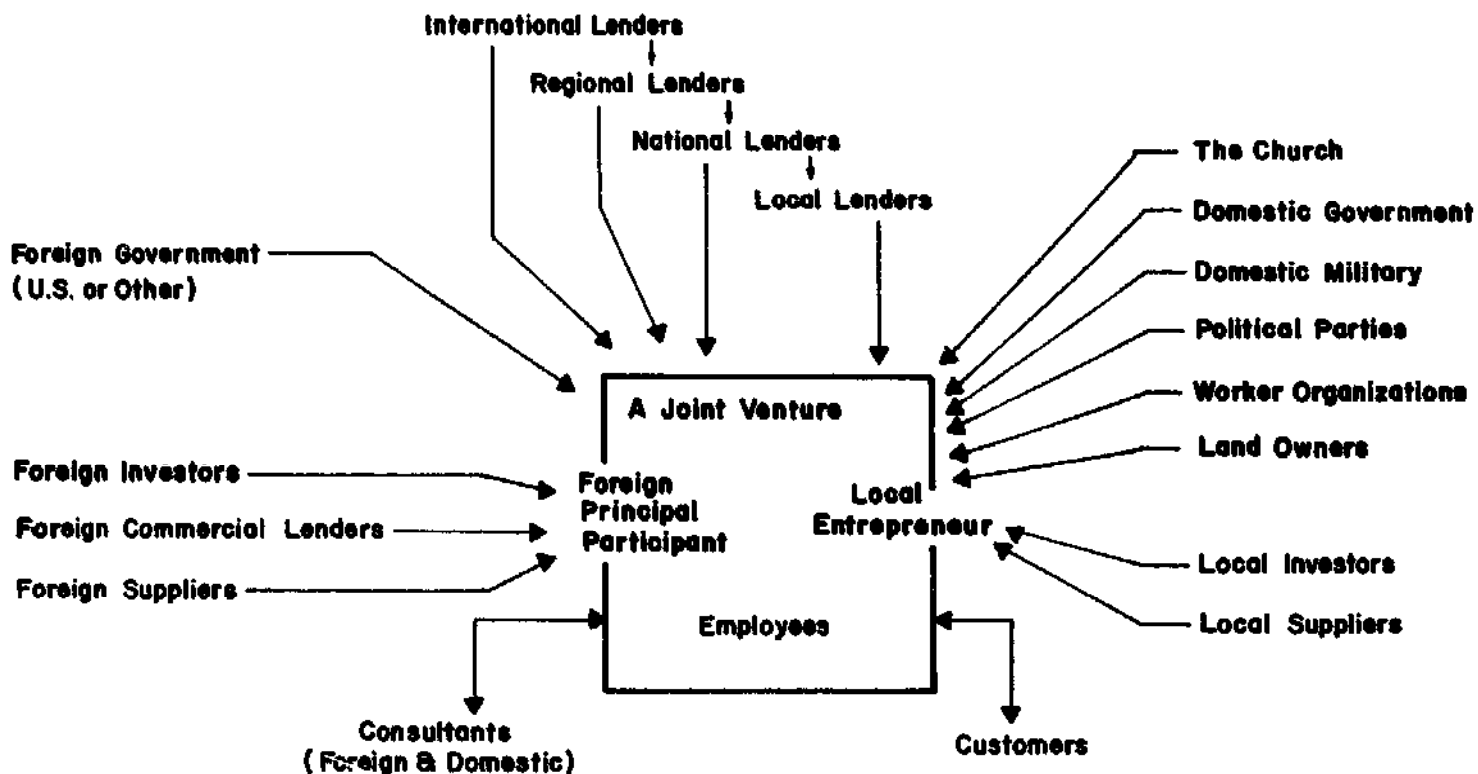 International Lenders
Regional Lenders
National Lenders
Local Lenders
The Church
Domestic Government
Domestic Military
Political Parties
Worker Organizations
Land Owners
Local Investors
Local Suppliers
Foreign Government
(U.S. or Other)
Foreign Investors
Foreign Commercial Lenders
Foreign Suppliers
A Joint Venture
Foreign
Principal
Participant
Local
Entrepreneur
Employees
Consultants
(Foreign & Domestic)
Customers